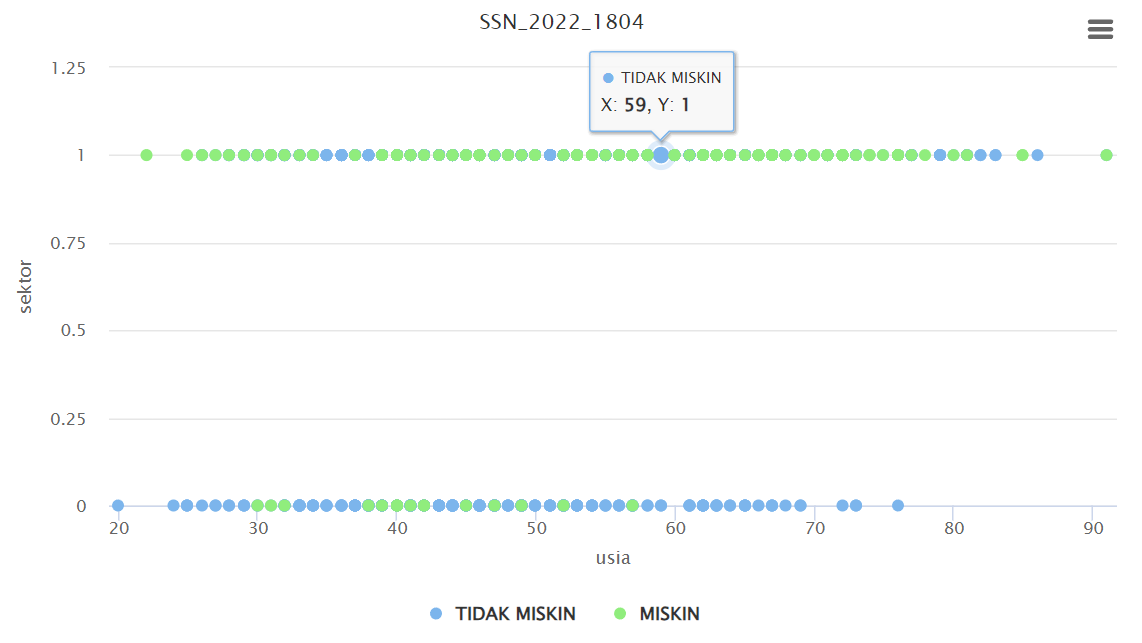 SSN_2022_1804
TIDAK MISKIN
X: 59, Y: 1
1.25
1
0.75
0.5
0.25
0
sektor
20 30 40 50 60 70 80 90
usia
TIDAK MISKIN MISKIN